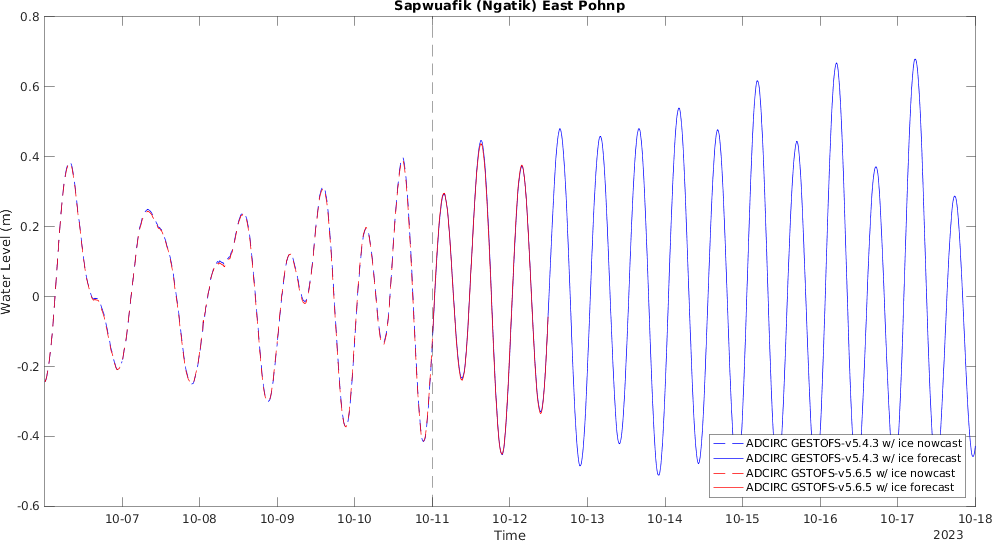 Sapwuafik (Ngatik) East Pohnp
0.8
0.6
0.4
0.2
0
-0.2
-0.4
-0.6
Water Level (m)
10-07 10-08 10-09 10-10 10-11 10-12 10-13 10-14 10-15 10-16 10-17 10-18
Time
2023
ADCIRC GESTOFS-v5.4.3 w/ ice nowcast
ADCIRC GESTOFS-v5.4.3 w/ ice forecast
ADCIRC GSTOFS-v5.6.5 w/ ice nowcast
ADCIRC GSTOFS-v5.6.5 w/ ice forecast